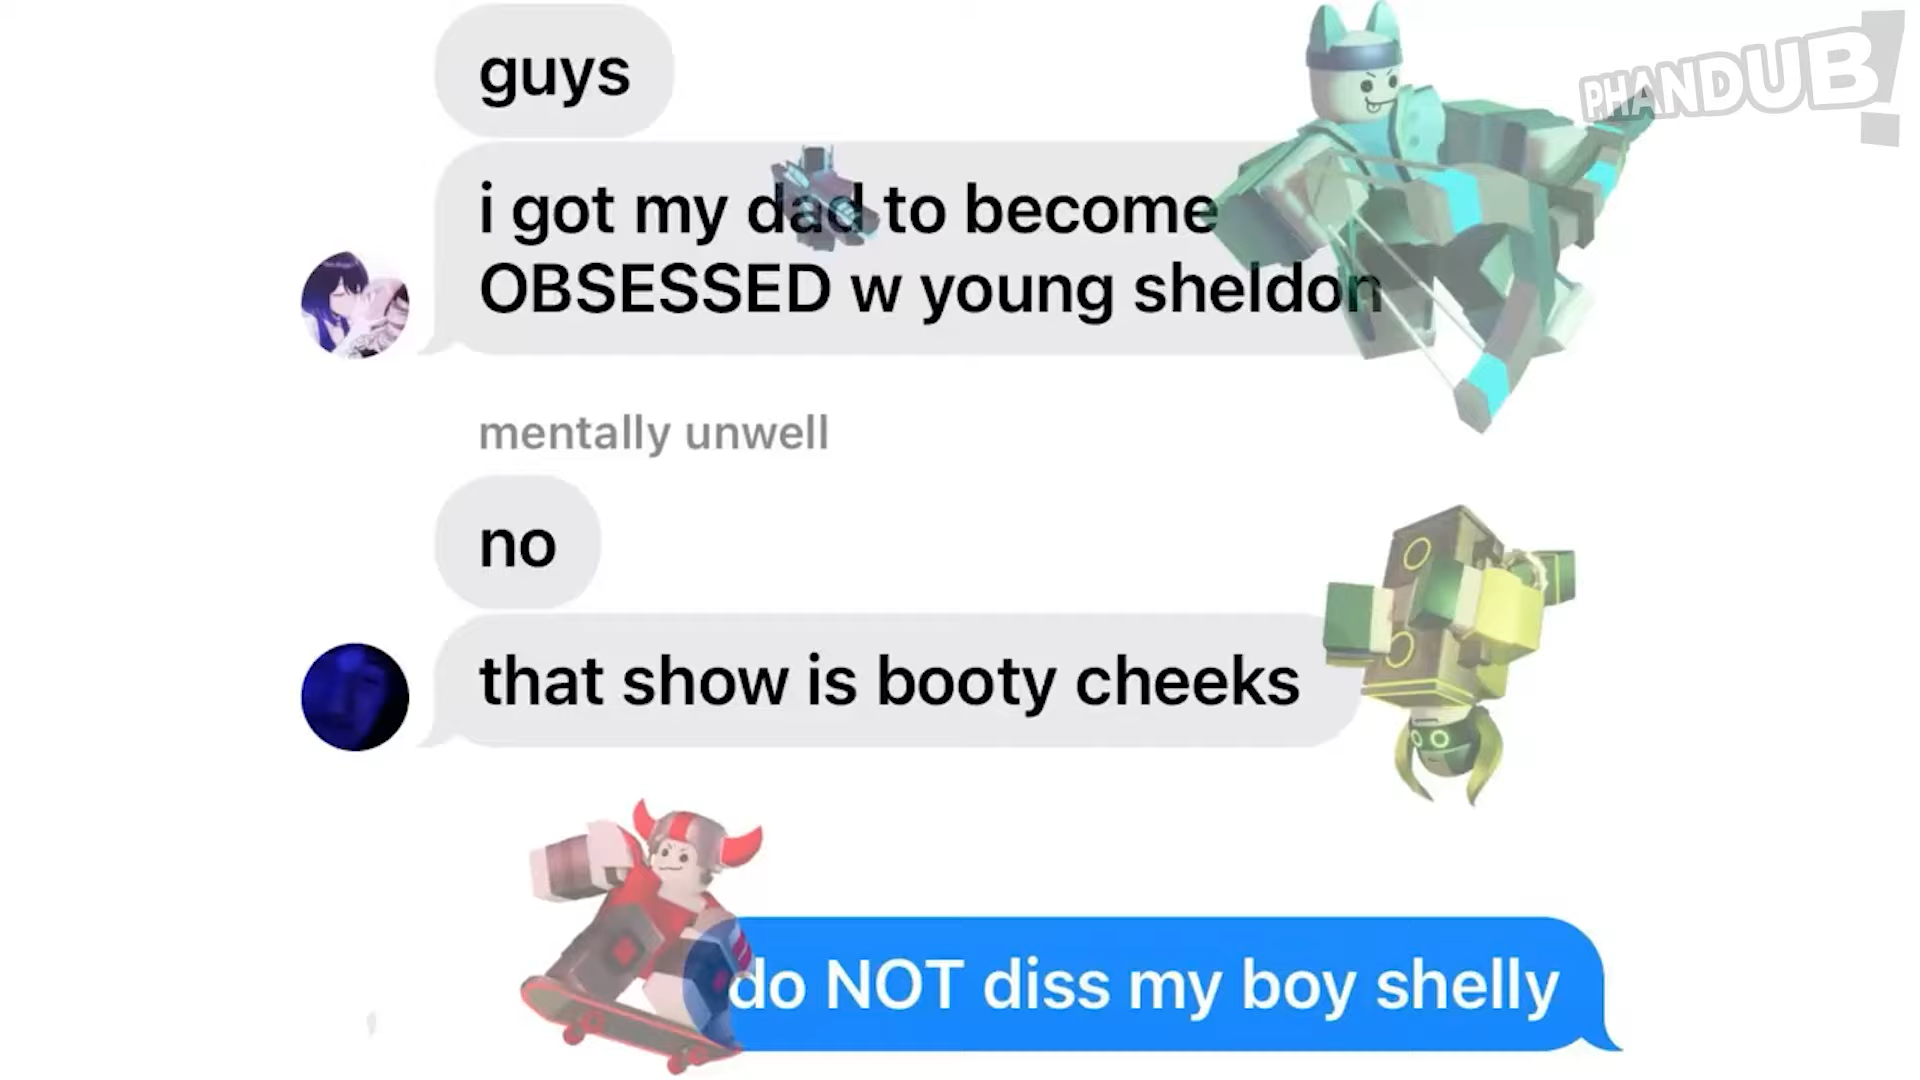 PHANDUB!
guys
i got my dad to become
OBSESSED w young sheldon
mentally unwell
no
that show is booty cheeks
do NOT diss my boy shelly